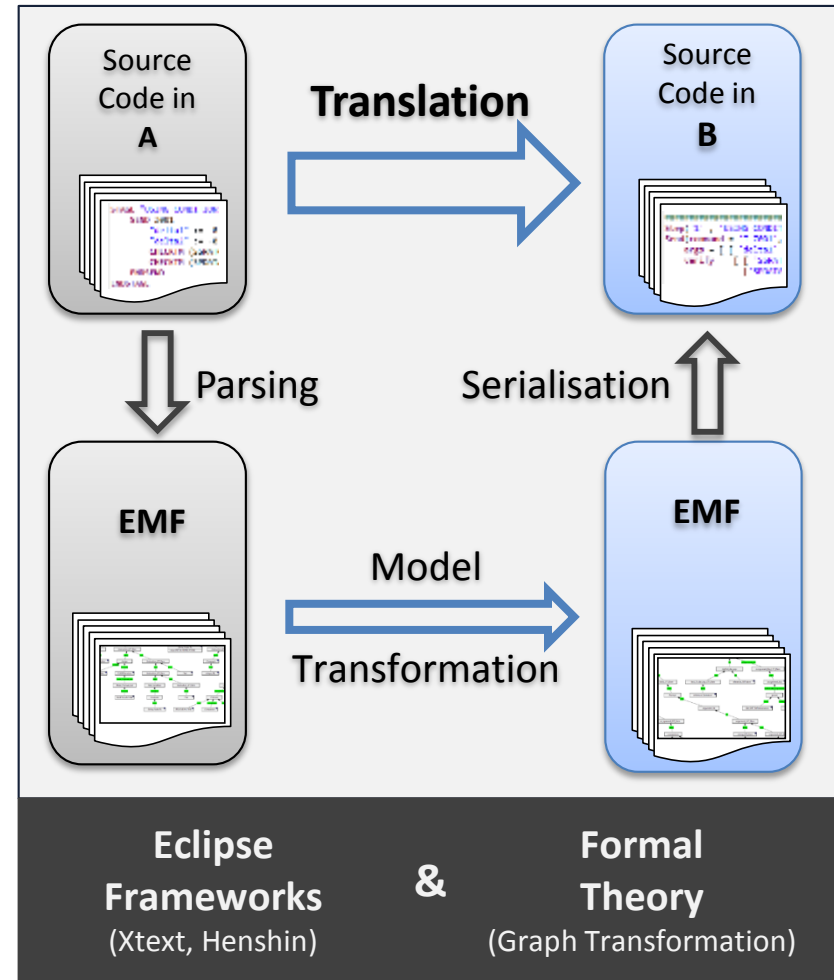 Source
Code in
A
Translation
Source
Code in
B
Parsing
Serialisation
EMF
Model
Transformation
EMF
Eclipse
Frameworks
(Xtext, Henshin)
&
Formal
Theory
(Graph Transformation)